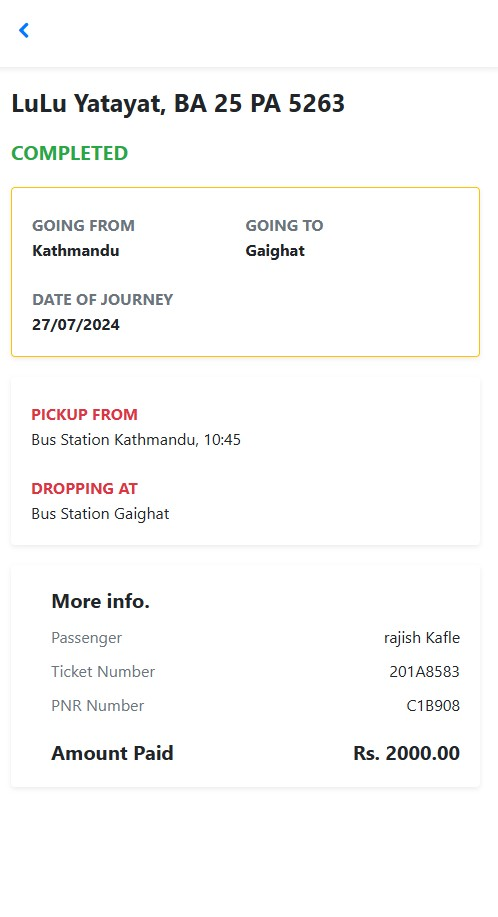 LuLu Yatayat, BA 25 PA 5263
COMPLETED
GOING FROM GOING TO
Kathmandu Gaighat
DATE OF JOURNEY
27/07/2024
PICKUP FROM
Bus Station Kathmandu, 10:45
DROPPING AT
Bus Station Gaighat
More info.
Passenger rajish Kafle
Ticket Number 201A8583
PNR Number C1B908
Amount Paid Rs. 2000.00